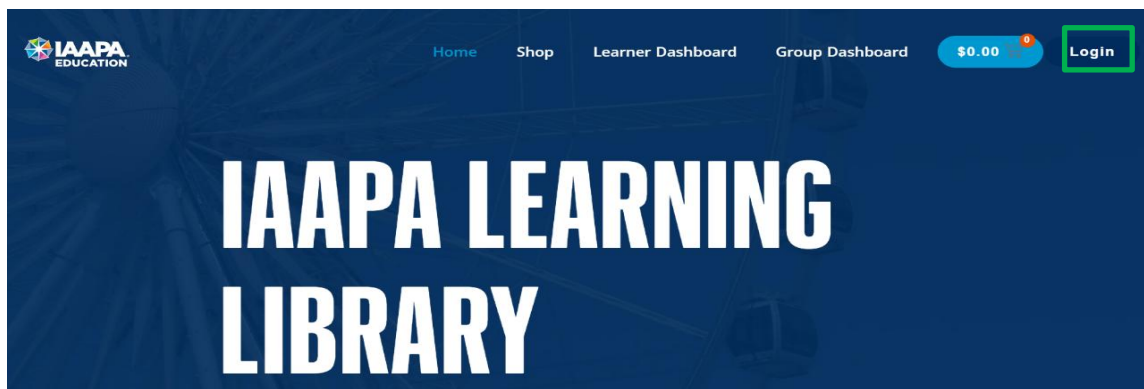 IAAPA
EDUCATION
Home Shop Learner Dashboard Group Dashboard $0.00 0 Login
IAAPA LEARNING
LIBRARY